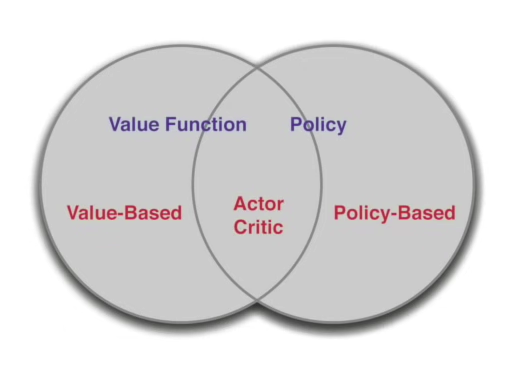 Value Function
Policy
Value-Based
Actor
Critic
Policy-Based